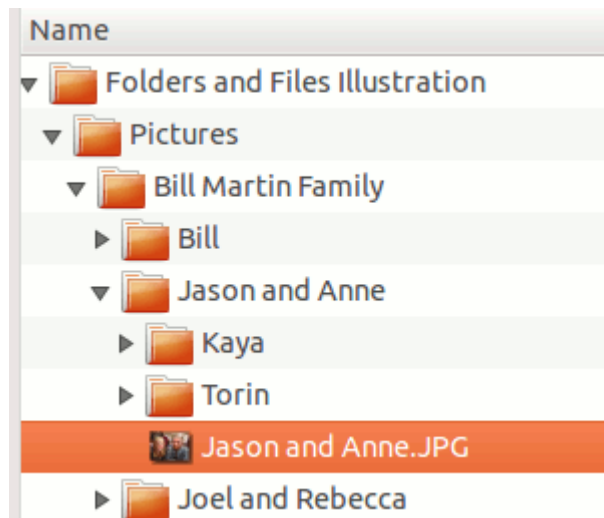 Name
Folders and Files Illustration
Pictures
Bill Martin Family
Bill
Jason and Anne
Kaya
Torin
Jason and Anne.JPG
Joel and Rebecca